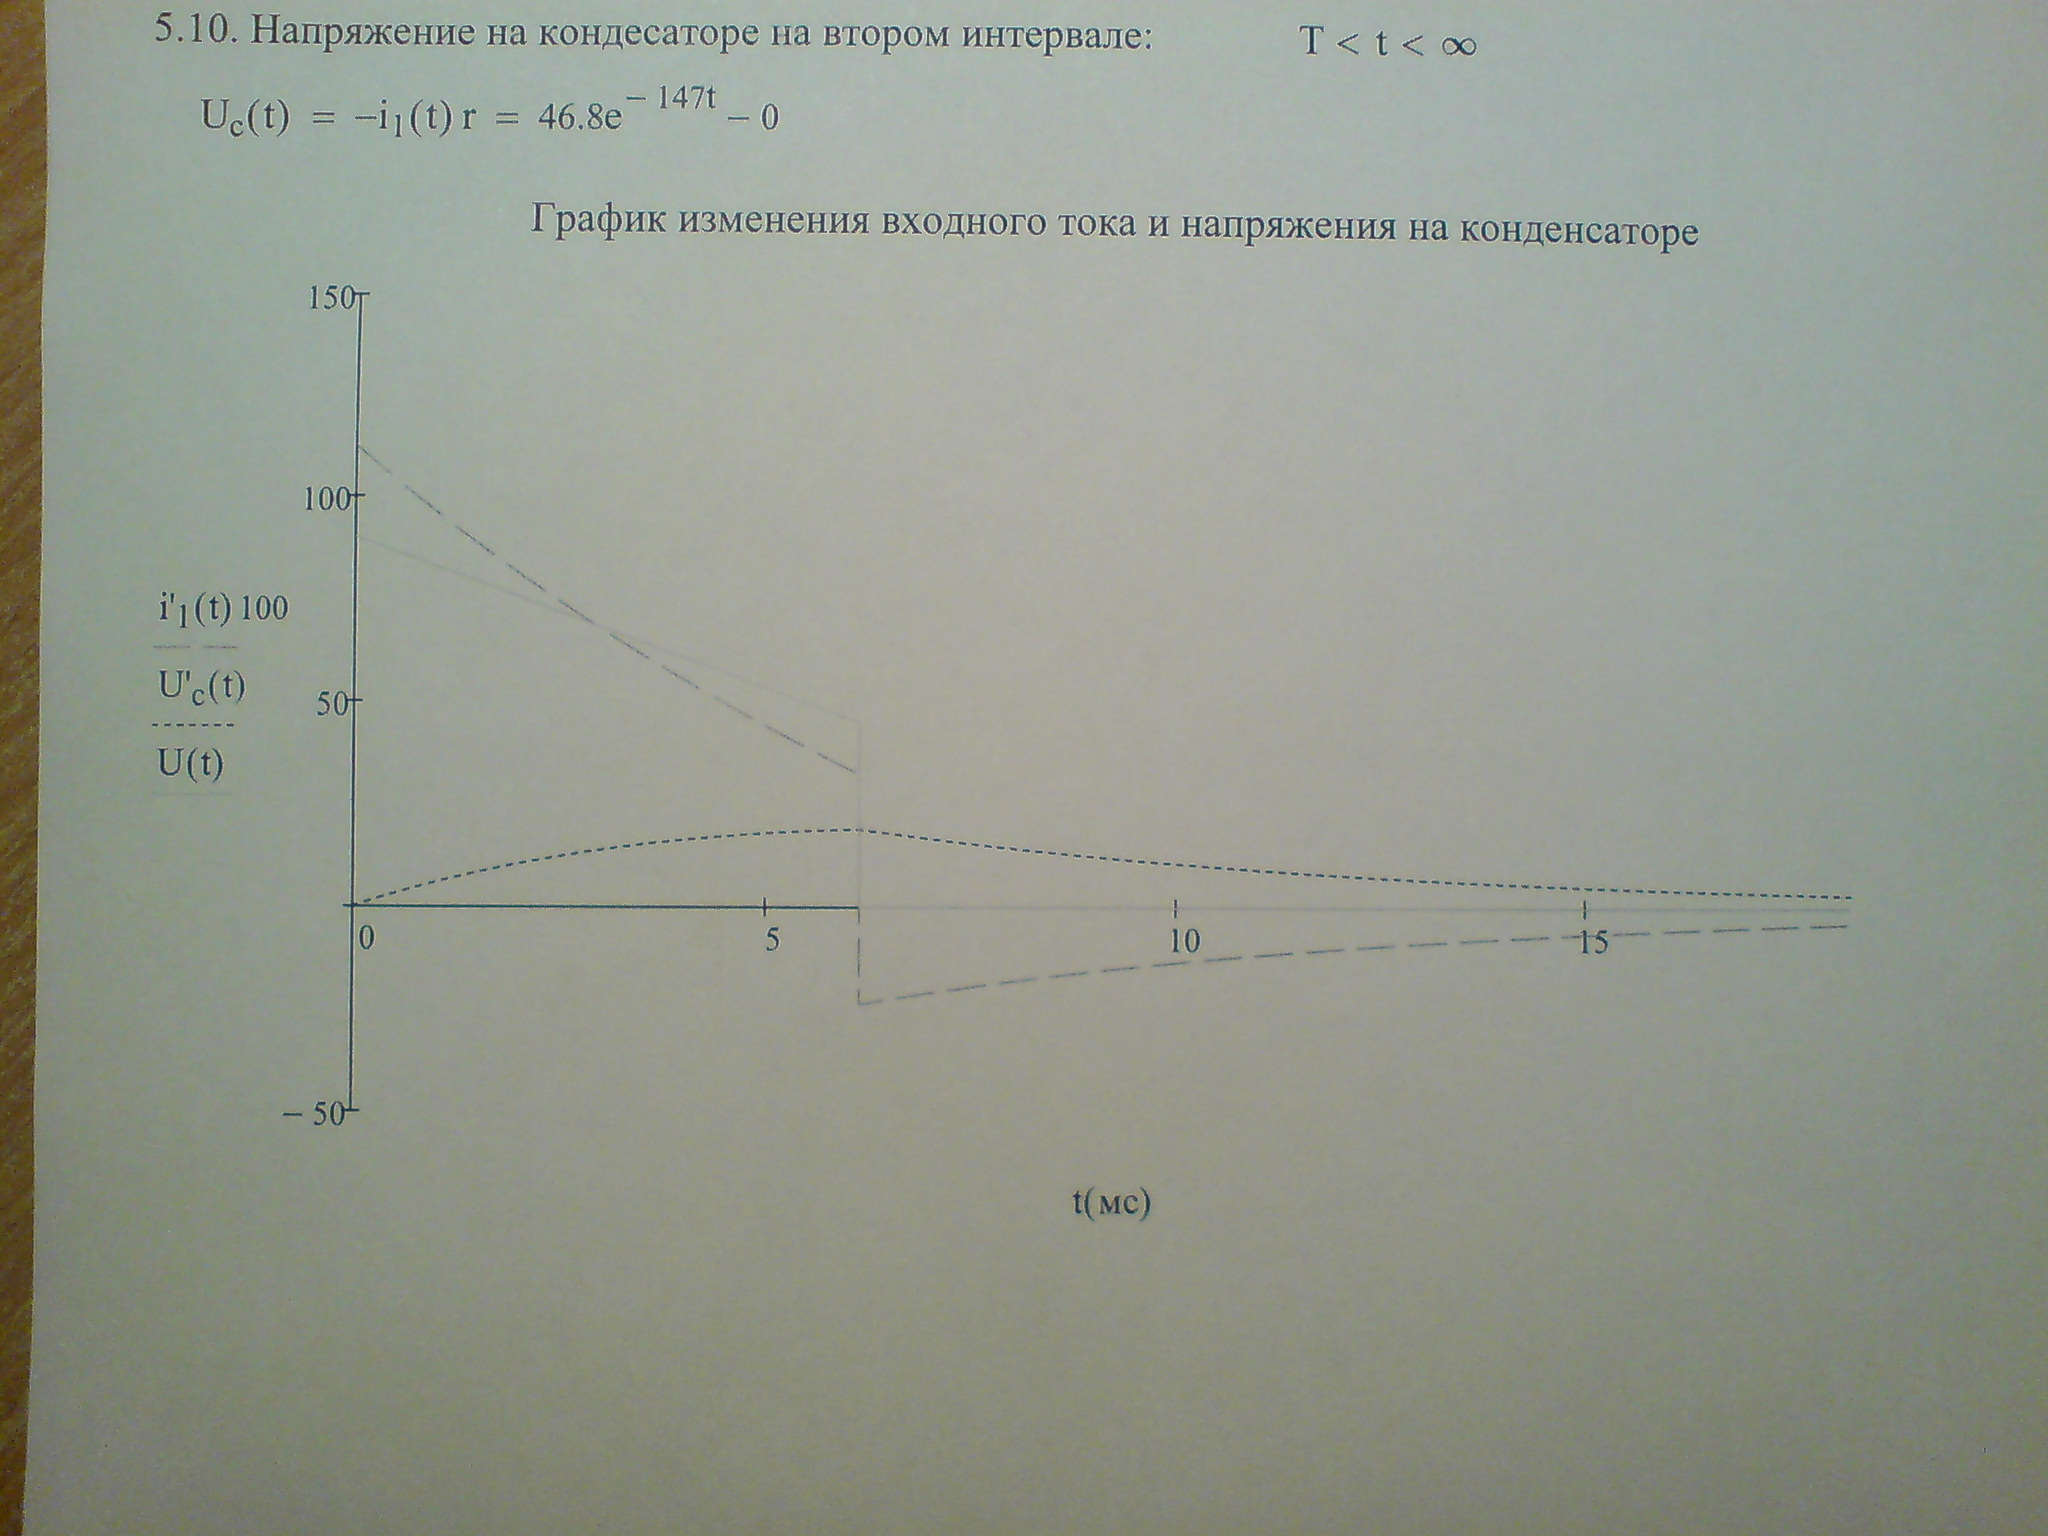 5.10. Напряжение на кондесаторе на втором интервале: T < t < ∞
U_c(t) = −i_1(t) r = 46.8e^{− 147t} − 0
График изменения входного тока и напряжения на конденсаторе
150
100
50
− 50
i'_1(t) 100
U'_c(t)
U(t)
0 5 10 15
t(мс)